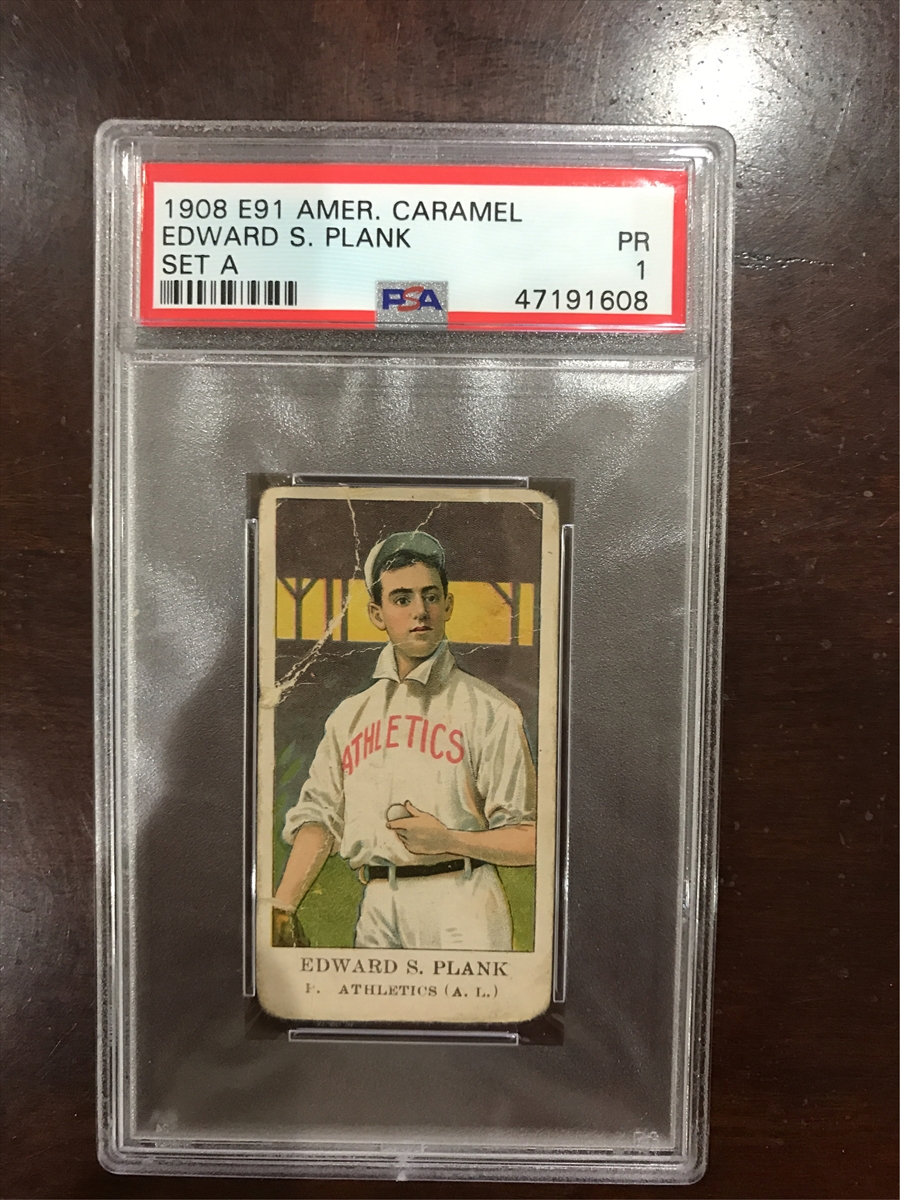 1908 E91 AMER. CARAMEL
EDWARD S. PLANK
PR
SET A
1
PSA
47191608
ATHLETICS
EDWARD S. PLANK
P. ATHLETICS (A. L.)